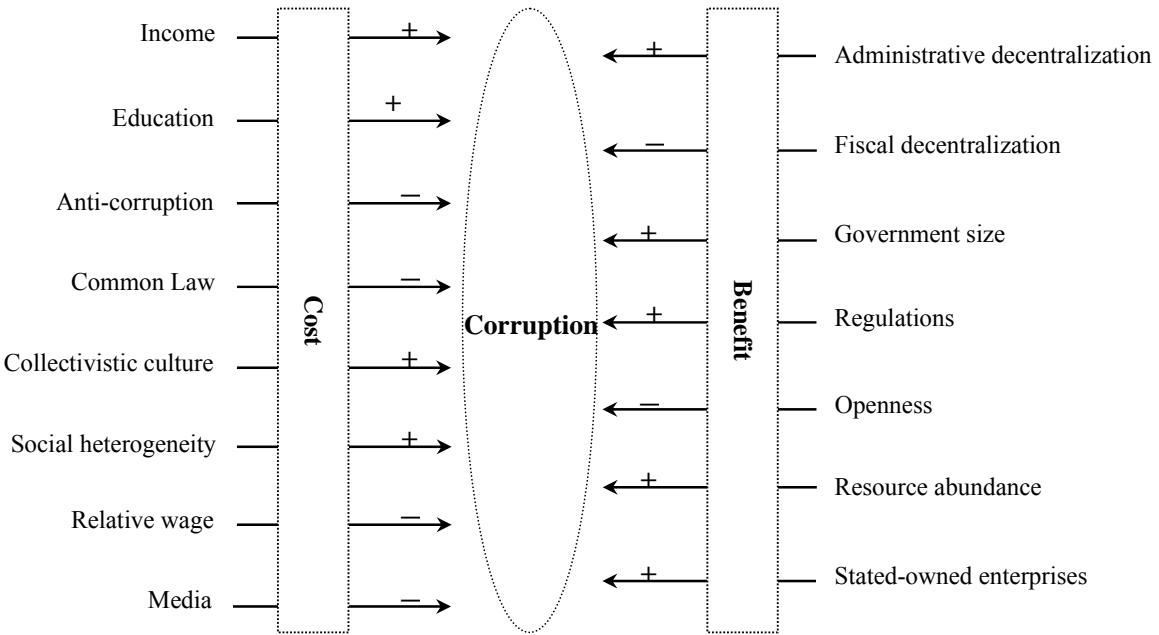 Income
+
Education
+
Anti-corruption
–
Common Law
–
Collectivistic culture
+
Social heterogeneity
+
Relative wage
–
Media
–
Cost
Corruption
Benefit
+
Administrative decentralization
–
Fiscal decentralization
+
Government size
+
Regulations
–
Openness
+
Resource abundance
+
Stated-owned enterprises